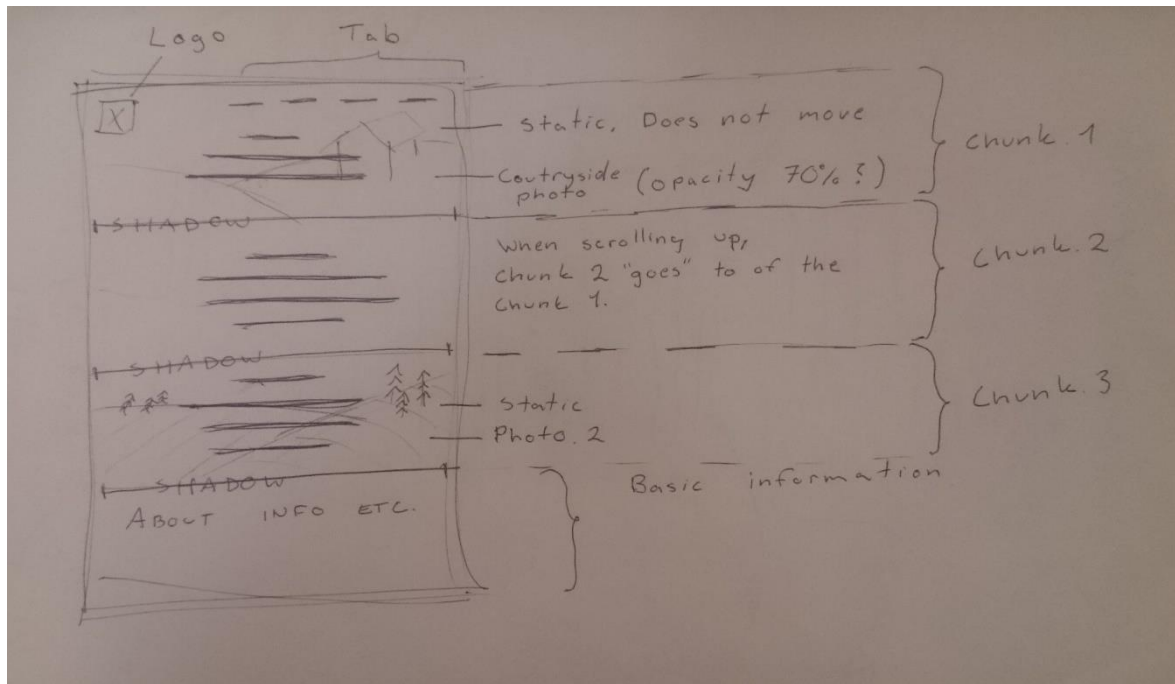 Logo
Tab
X
Static. Does not move
Chunk. 1
Coutryside (opacity 70% ?)
photo
SHADOW
When scrolling up,
Chunk 2 "goes" to of the
Chunk 1.
Chunk. 2
SHADOW
Static
Photo. 2
Chunk. 3
SHADOW
Basic information
ABOUT INFO ETC.